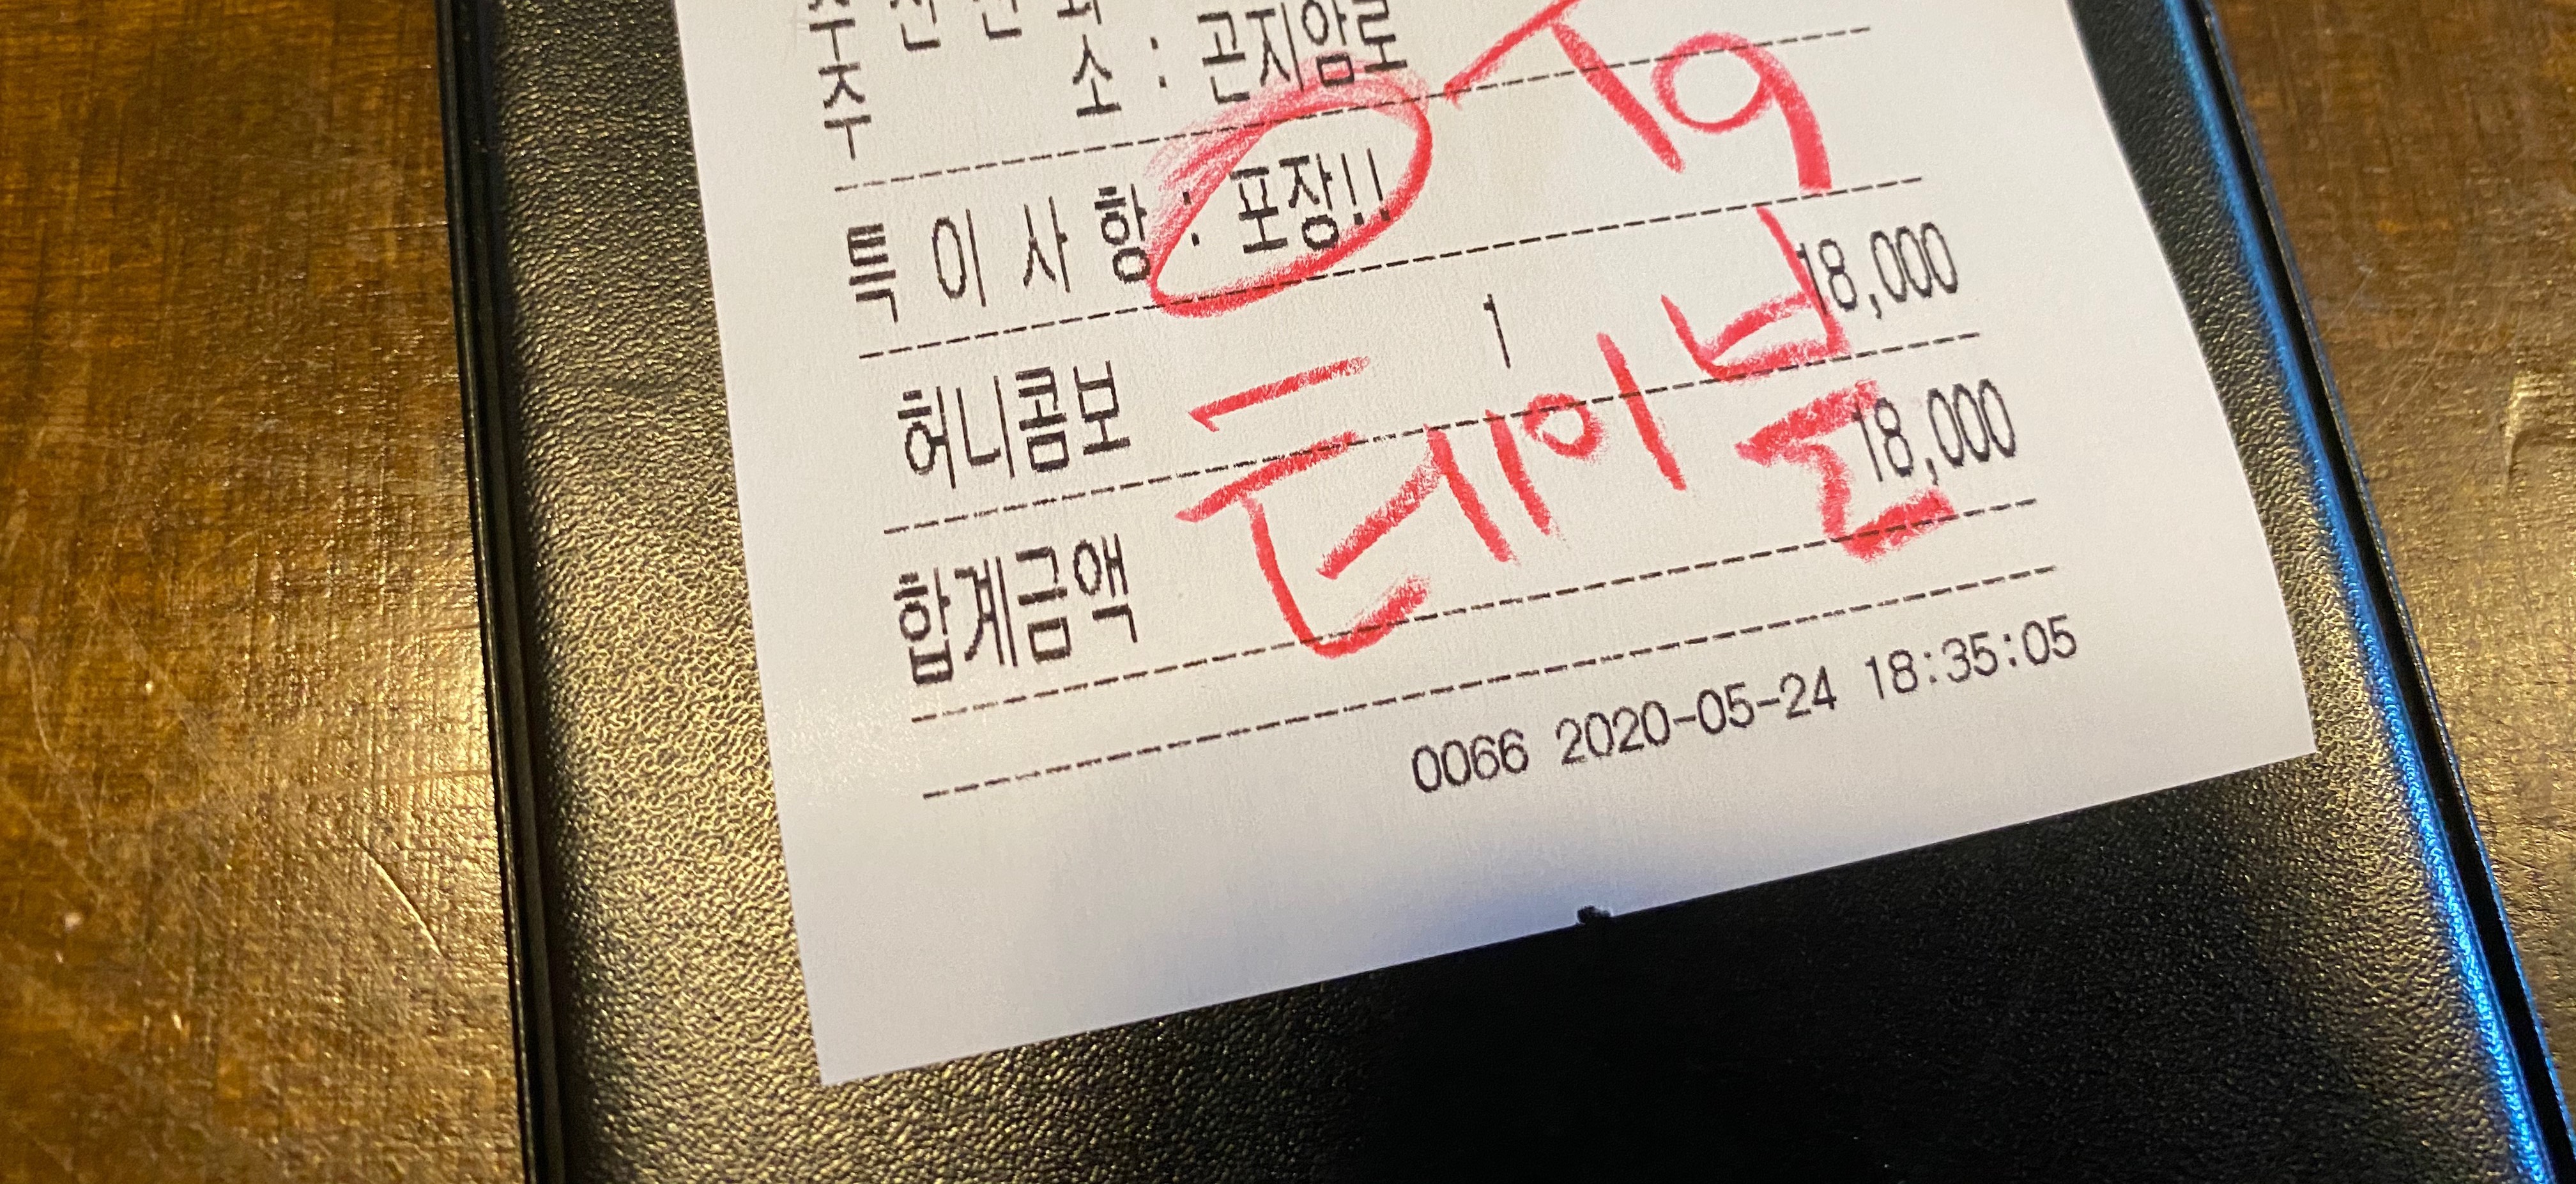 주 소 : 곤지암로
19
특 이 사 항 : 포장!!
허니콤보 1 18,000
테이블
합계금액 18,000
0066 2020-05-24 18:35:05